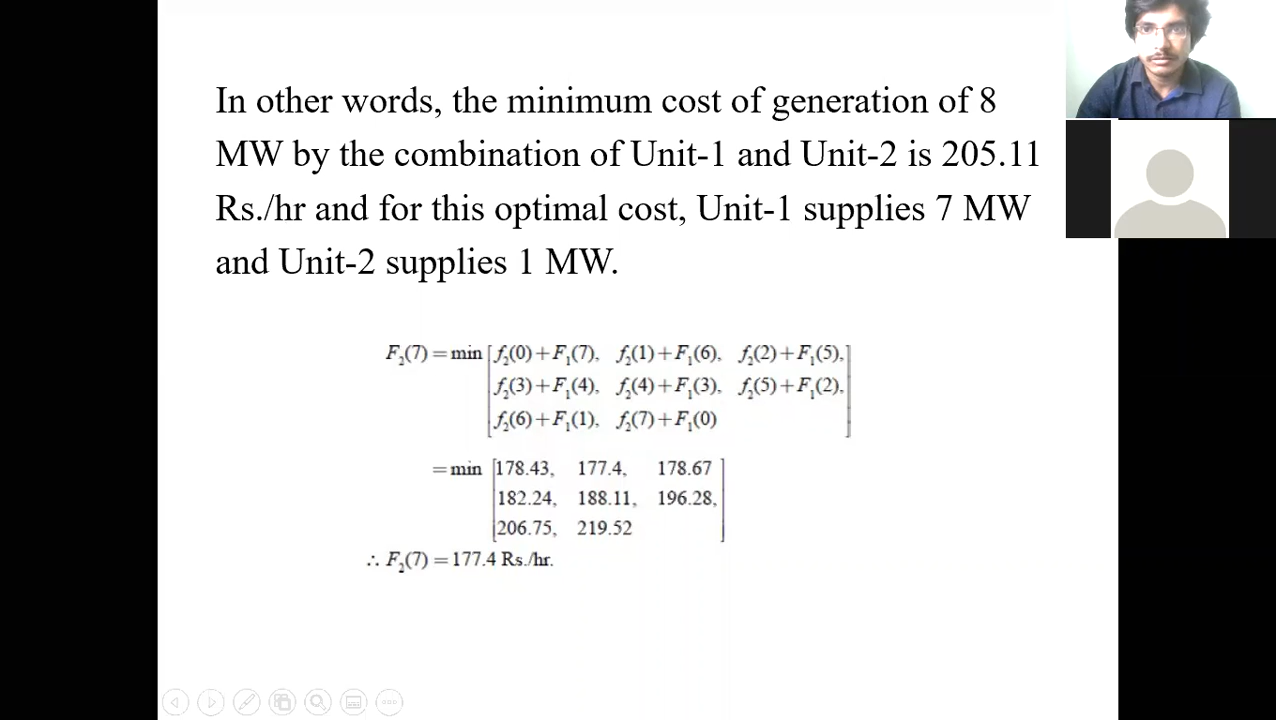 In other words, the minimum cost of generation of 8
MW by the combination of Unit-1 and Unit-2 is 205.11
Rs./hr and for this optimal cost, Unit-1 supplies 7 MW
and Unit-2 supplies 1 MW.
F₂(7) = min [f₂(0)+F₁(7), f₂(1)+F₁(6), f₂(2)+F₁(5),
f₂(3)+F₁(4), f₂(4)+F₁(3), f₂(5)+F₁(2),
f₂(6)+F₁(1), f₂(7)+F₁(0)]
= min [178.43, 177.4, 178.67
182.24, 188.11, 196.28,
206.75, 219.52]
∴ F₂(7) = 177.4 Rs./hr.